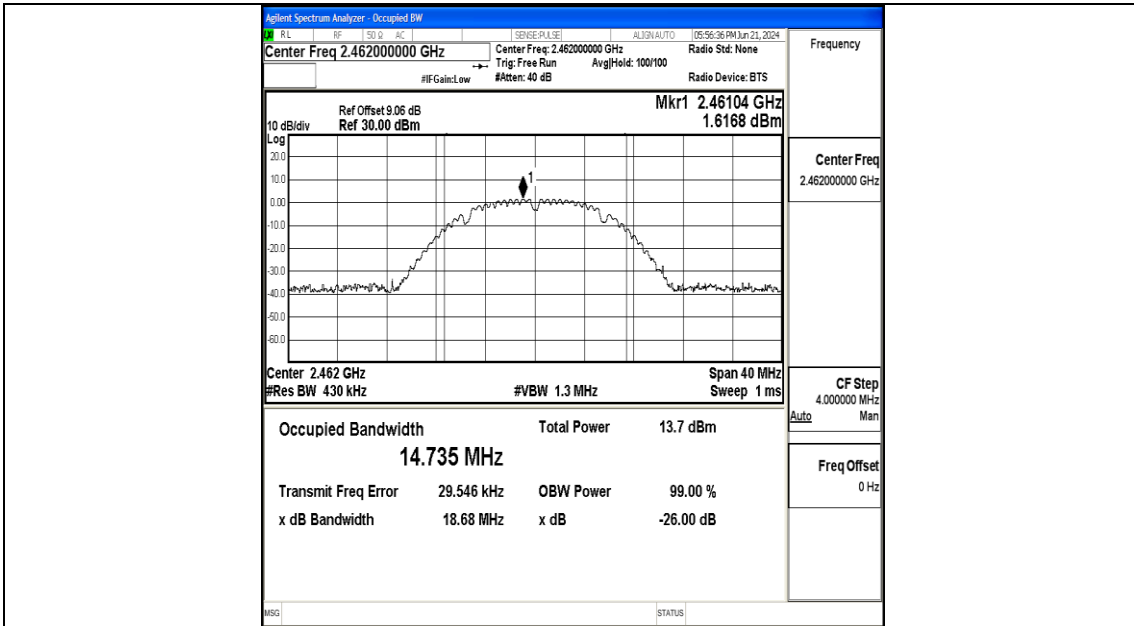 Agilent Spectrum Analyzer - Occupied BW
RL RF 50 Ω AC SENSE:PULSE ALIGN AUTO 05:56:36 PM Jun 21, 2024
Center Freq 2.462000000 GHz
Center Freq: 2.462000000 GHz Radio Std: None
Trig: Free Run Avg|Hold: 100/100
#IFGain:Low #Atten: 40 dB Radio Device: BTS
Frequency
Mkr1 2.46104 GHz
1.6168 dBm
Ref Offset 9.06 dB
10 dB/div Ref 30.00 dBm
Log
20.0
10.0
0.00
-10.0
-20.0
-30.0
-40.0
-50.0
-60.0
1
Center 2.462 GHz Span 40 MHz
#Res BW 430 kHz #VBW 1.3 MHz Sweep 1 ms
Center Freq
2.462000000 GHz
CF Step
4.000000 MHz
Auto Man
Freq Offset
0 Hz
Occupied Bandwidth Total Power 13.7 dBm
14.735 MHz
Transmit Freq Error 29.546 kHz OBW Power 99.00 %
x dB Bandwidth 18.68 MHz x dB -26.00 dB
MSG STATUS